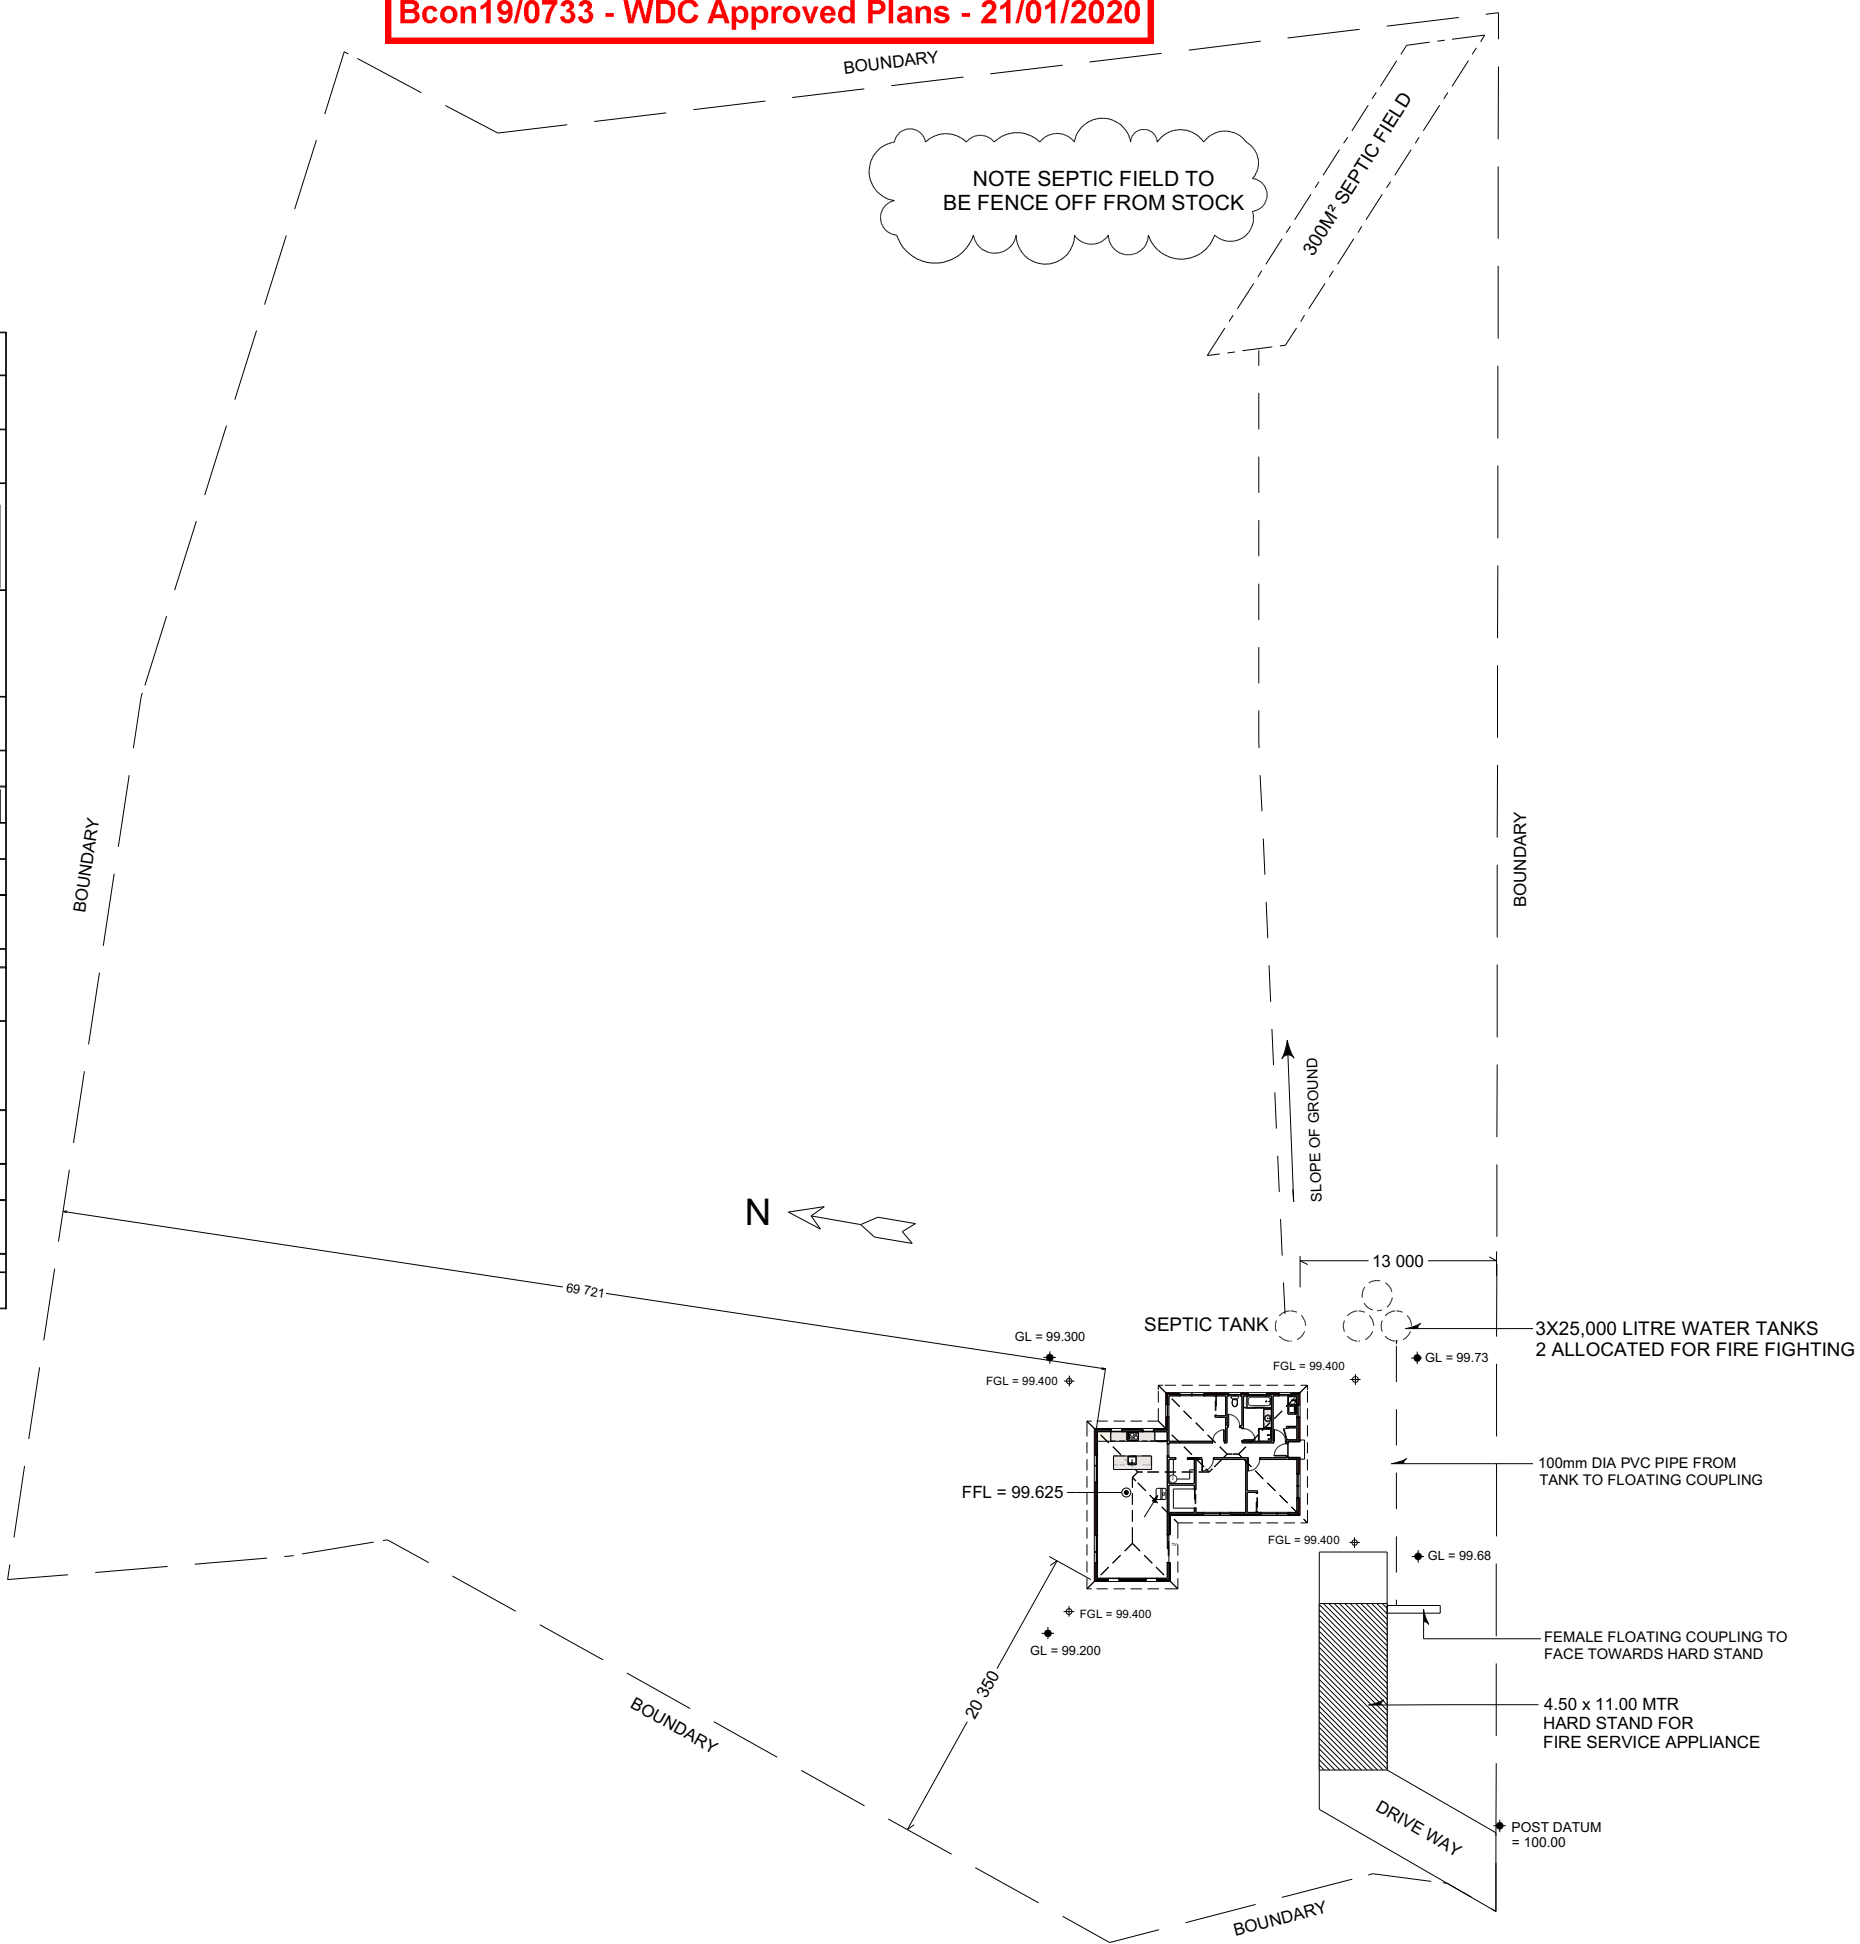 Bcon19/0733 - WDC Approved Plans - 21/01/2020
BOUNDARY
300M² SEPTIC FIELD
NOTE SEPTIC FIELD TO
BE FENCE OFF FROM STOCK
BOUNDARY
BOUNDARY
SLOPE OF GROUND
N
13 000
69 721
SEPTIC TANK
3X25,000 LITRE WATER TANKS
2 ALLOCATED FOR FIRE FIGHTING
GL = 99.300
GL = 99.73
FGL = 99.400
FGL = 99.400
100mm DIA PVC PIPE FROM
TANK TO FLOATING COUPLING
FFL = 99.625
FGL = 99.400
GL = 99.68
FGL = 99.400
GL = 99.200
FEMALE FLOATING COUPLING TO
FACE TOWARDS HARD STAND
20 350
BOUNDARY
4.50 x 11.00 MTR
HARD STAND FOR
FIRE SERVICE APPLIANCE
DRIVE WAY
POST DATUM
= 100.00
BOUNDARY